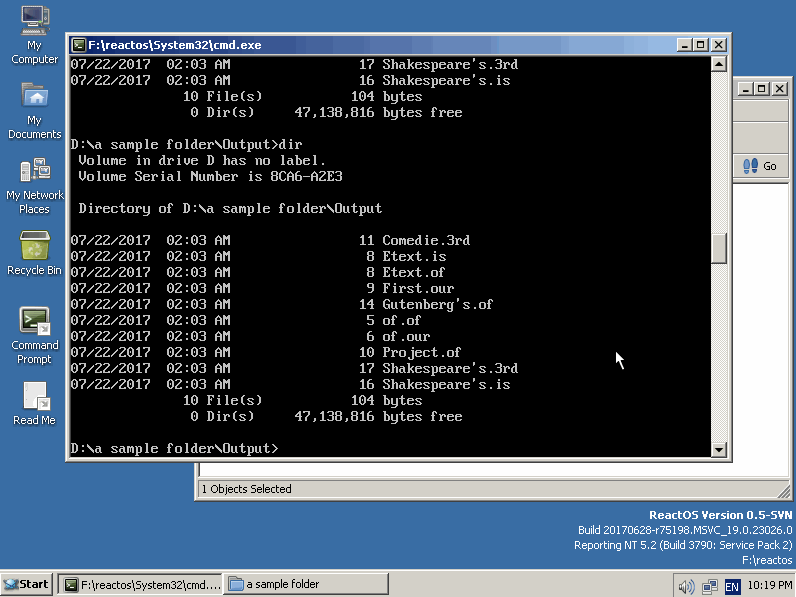 My
Computer
My
Documents
My Network
Places
Recycle Bin
Command
Prompt
Read Me
F:\reactos\System32\cmd.exe
07/22/2017  02:03 AM                17 Shakespeare's.3rd
07/22/2017  02:03 AM                16 Shakespeare's.is
              10 File(s)           104 bytes
               0 Dir(s)     47,138,816 bytes free
D:\a sample folder\Output>dir
 Volume in drive D has no label.
 Volume Serial Number is 8CA6-A2E3
 Directory of D:\a sample folder\Output
07/22/2017  02:03 AM                11 Comedie.3rd
07/22/2017  02:03 AM                 8 Etext.is
07/22/2017  02:03 AM                 8 Etext.of
07/22/2017  02:03 AM                 9 First.our
07/22/2017  02:03 AM                14 Gutenberg's.of
07/22/2017  02:03 AM                 5 of.of
07/22/2017  02:03 AM                 6 of.our
07/22/2017  02:03 AM                10 Project.of
07/22/2017  02:03 AM                17 Shakespeare's.3rd
07/22/2017  02:03 AM                16 Shakespeare's.is
              10 File(s)           104 bytes
               0 Dir(s)     47,138,816 bytes free
D:\a sample folder\Output>
Go
1 Objects Selected
ReactOS Version 0.5-SVN
Build 20170628-r75198.MSVC_19.0.23026.0
Reporting NT 5.2 (Build 3790: Service Pack 2)
F:\reactos
Start
F:\reactos\System32\cmd....
a sample folder
EN
10:19 PM